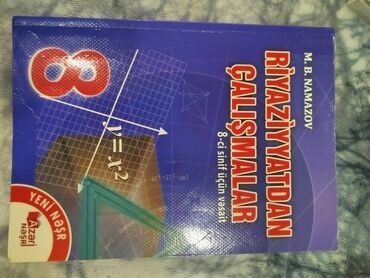 M. B. NAMAZOV
RİYAZİYYATDAN
ÇALIŞMALAR
8-ci sinif üçün vəsait
8
y = x²
YENİ NƏŞR
Azəri
NƏŞRİ